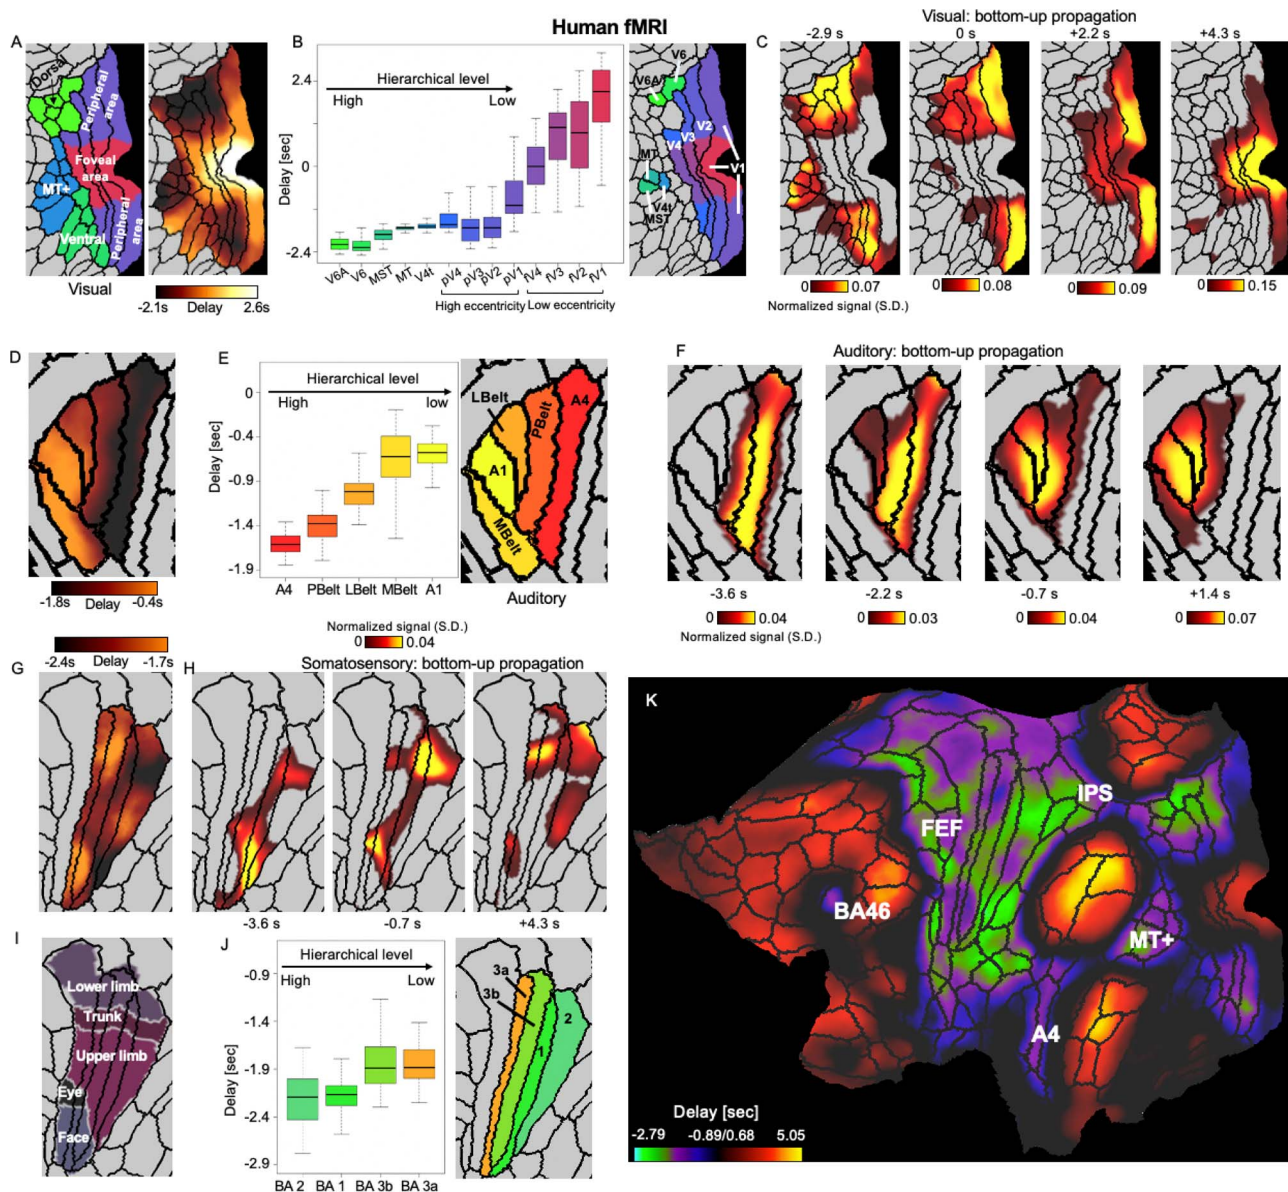 Human fMRI
A
Dorsal
Peripheral area
Foveal area
MT+
Peripheral area
Ventral
Visual
-2.1s Delay 2.6s
B
Delay [sec]
2.4
0
-2.4
Hierarchical level
High
Low
V6A V6 MST MT V4t pV4 pV3 pV2 pV1 fV4 fV3 fV2 fV1
High eccentricity Low eccentricity
V6
V6A
V2
V3
V4
MT
V1
V4t
MST
C
Visual: bottom-up propagation
-2.9 s 0 s +2.2 s +4.3 s
0 0.07 0 0.08 0 0.09 0 0.15
Normalized signal (S.D.)
D
-1.8s Delay -0.4s
E
Delay [sec]
0
-0.4
-0.9
-1.4
-1.9
Hierarchical level
High low
A4 PBelt LBelt MBelt A1
LBelt
PBelt
A4
A1
MBelt
Auditory
F
Auditory: bottom-up propagation
-3.6 s -2.2 s -0.7 s +1.4 s
0 0.04 0 0.03 0 0.04 0 0.07
Normalized signal (S.D.)
-2.4s Delay -1.7s
G
Normalized signal (S.D.)
0 0.04
H
Somatosensory: bottom-up propagation
-3.6 s -0.7 s +4.3 s
I
Lower limb
Trunk
Upper limb
Eye
Face
J
Delay [sec]
-0.9
-1.4
-1.9
-2.4
-2.9
Hierarchical level
High Low
BA 2 BA 1 BA 3b BA 3a
3a
3b
2
1
K
IPS
FEF
BA46
MT+
A4
Delay [sec]
-2.79 -0.89/0.68 5.05